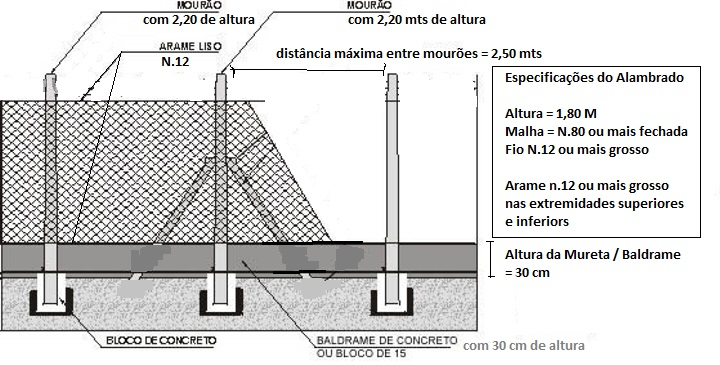 MOURÃO
com 2,20 de altura
MOURÃO
com 2,20 mts de altura
ARAME LISO
N.12
distância máxima entre mourões = 2,50 mts
Especificações do Alambrado
Altura = 1,80 M
Malha = N.80 ou mais fechada
Fio N.12 ou mais grosso
Arame n.12 ou mais grosso
nas extremidades superiores
e inferiors
Altura da Mureta / Baldrame
= 30 cm
BLOCO DE CONCRETO
BALDRAME DE CONCRETO
OU BLOCO DE 15
com 30 cm de altura